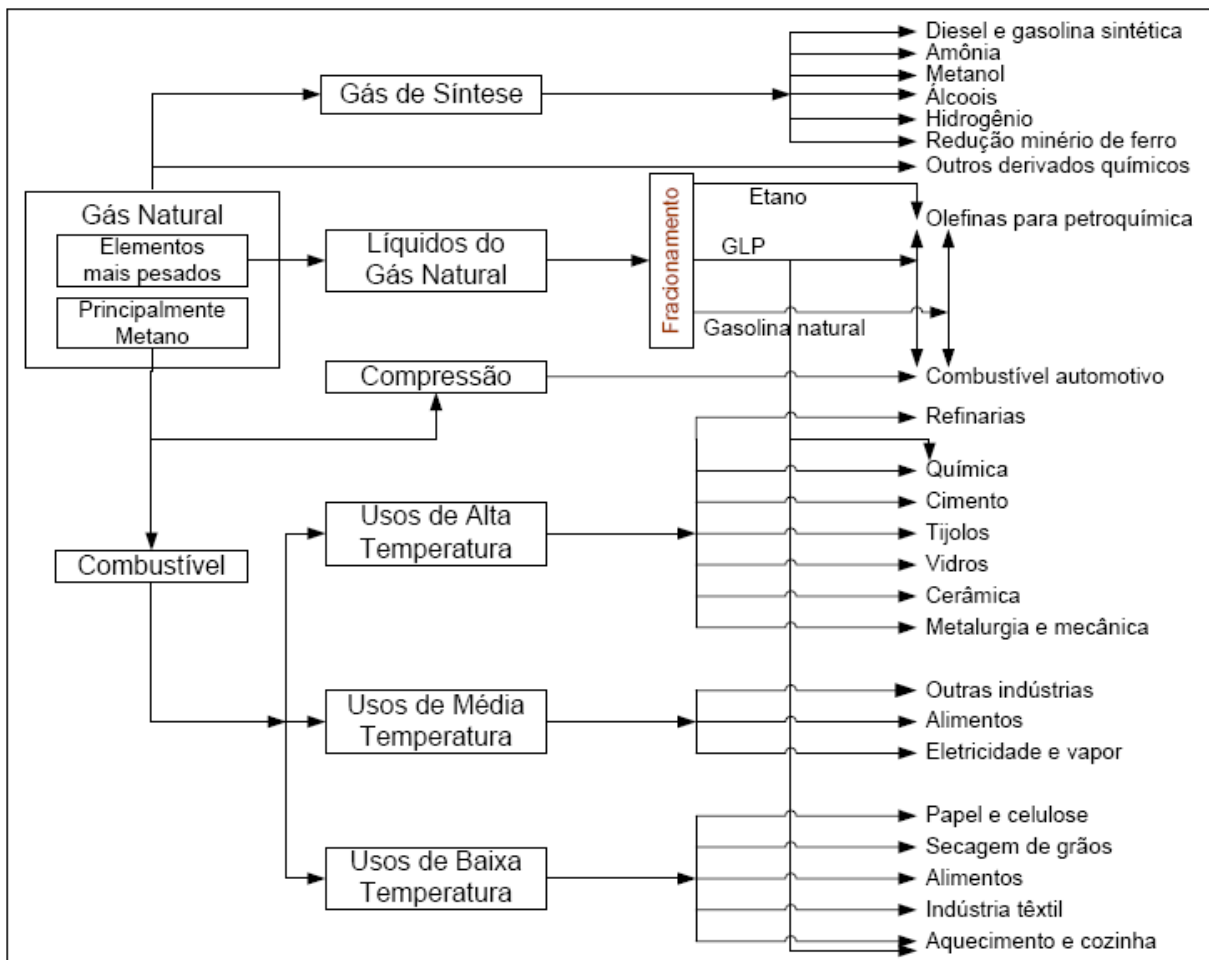 Diesel e gasolina sintética
Amônia
Metanol
Álcoois
Hidrogênio
Redução minério de ferro
Outros derivados químicos
Gás de Síntese
Gás Natural
Elementos
mais pesados
Principalmente
Metano
Líquidos do
Gás Natural
Fracionamento
Etano
GLP
Gasolina natural
Olefinas para petroquímica
Compressão
Combustível automotivo
Refinarias
Química
Cimento
Tijolos
Vidros
Cerâmica
Metalurgia e mecânica
Usos de Alta
Temperatura
Combustível
Usos de Média
Temperatura
Outras indústrias
Alimentos
Eletricidade e vapor
Usos de Baixa
Temperatura
Papel e celulose
Secagem de grãos
Alimentos
Indústria têxtil
Aquecimento e cozinha